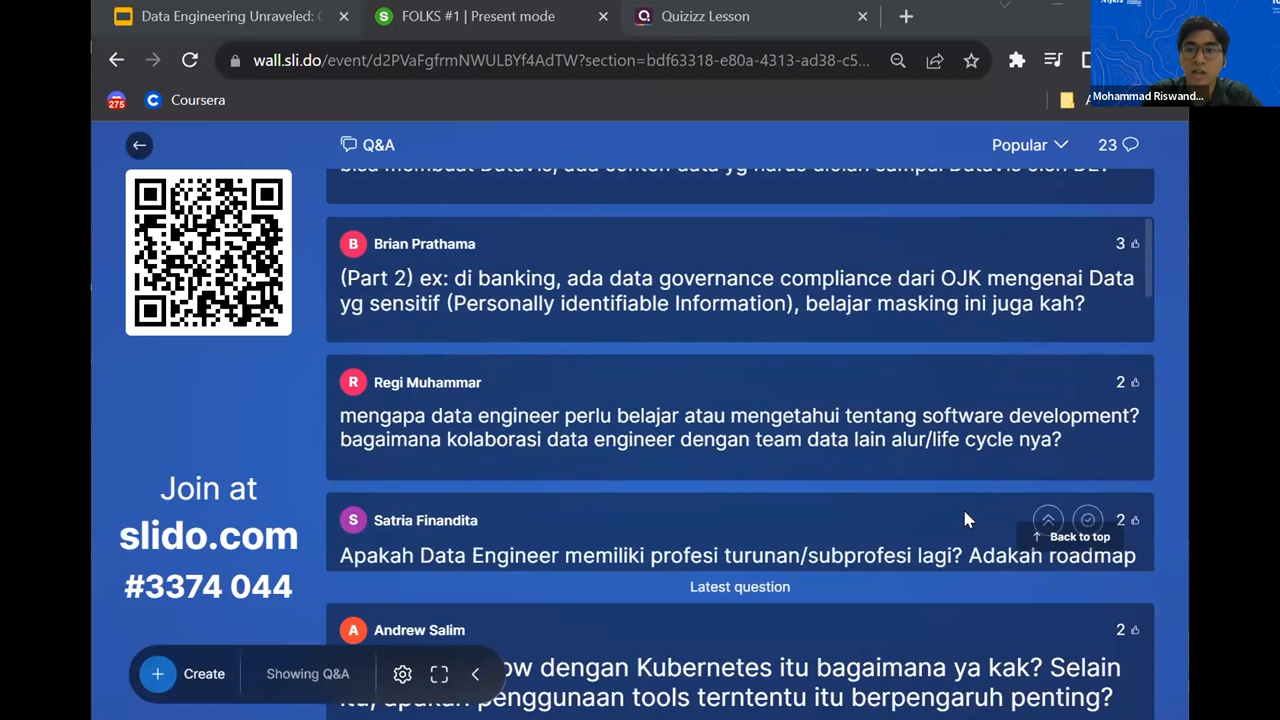 Data Engineering Unraveled:
FOLKS #1 | Present mode
Quizizz Lesson
wall.sli.do/event/d2PVaFgfrmNWULBYf4AdTW?section=bdf63318-e80a-4313-ad38-c5...
275
Coursera
Mohammad Riswand...
Q&A
Popular
23
Brian Prathama
3
(Part 2) ex: di banking, ada data governance compliance dari OJK mengenai Data
yg sensitif (Personally identifiable Information), belajar masking ini juga kah?
Regi Muhammar
2
mengapa data engineer perlu belajar atau mengetahui tentang software development?
bagaimana kolaborasi data engineer dengan team data lain alur/life cycle nya?
Satria Finandita
2
Back to top
Apakah Data Engineer memiliki profesi turunan/subprofesi lagi? Adakah roadmap
Latest question
Andrew Salim
2
dengan Kubernetes itu bagaimana ya kak? Selain
penggunaan tools terntentu itu berpengaruh penting?
Join at
slido.com
#3374 044
Create
Showing Q&A